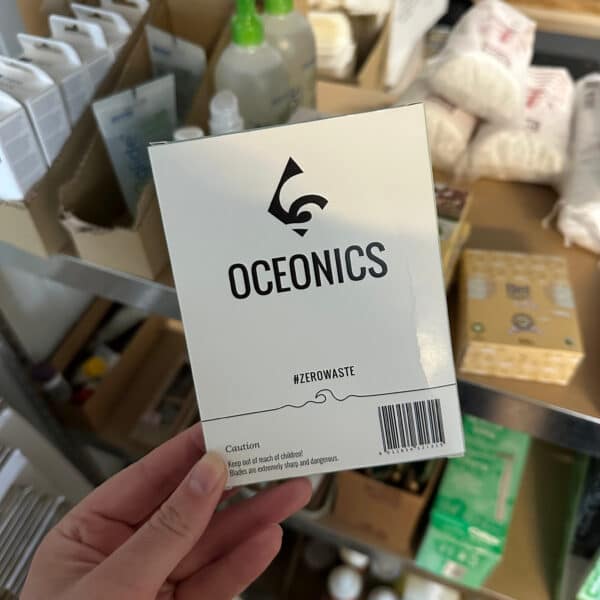 OCEONICS
#ZEROWASTE
Caution
Keep out of reach of children!
Blades are extremely sharp and dangerous.